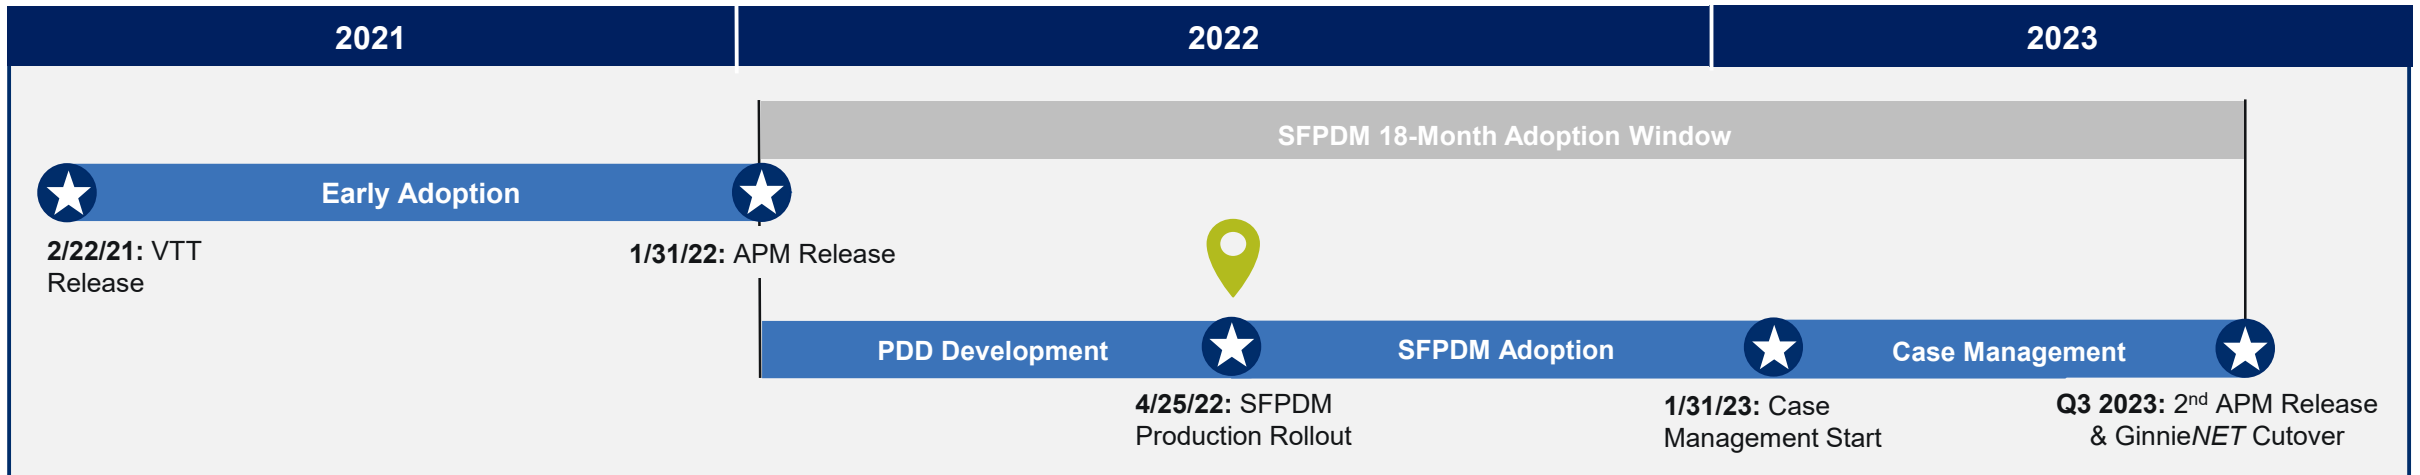 2021
2022
2023
SFPDM 18-Month Adoption Window
Early Adoption
2/22/21: VTT
Release
1/31/22: APM Release
PDD Development
SFPDM Adoption
Case Management
4/25/22: SFPDM
Production Rollout
1/31/23: Case
Management Start
Q3 2023: 2nd APM Release
& GinnieNET Cutover